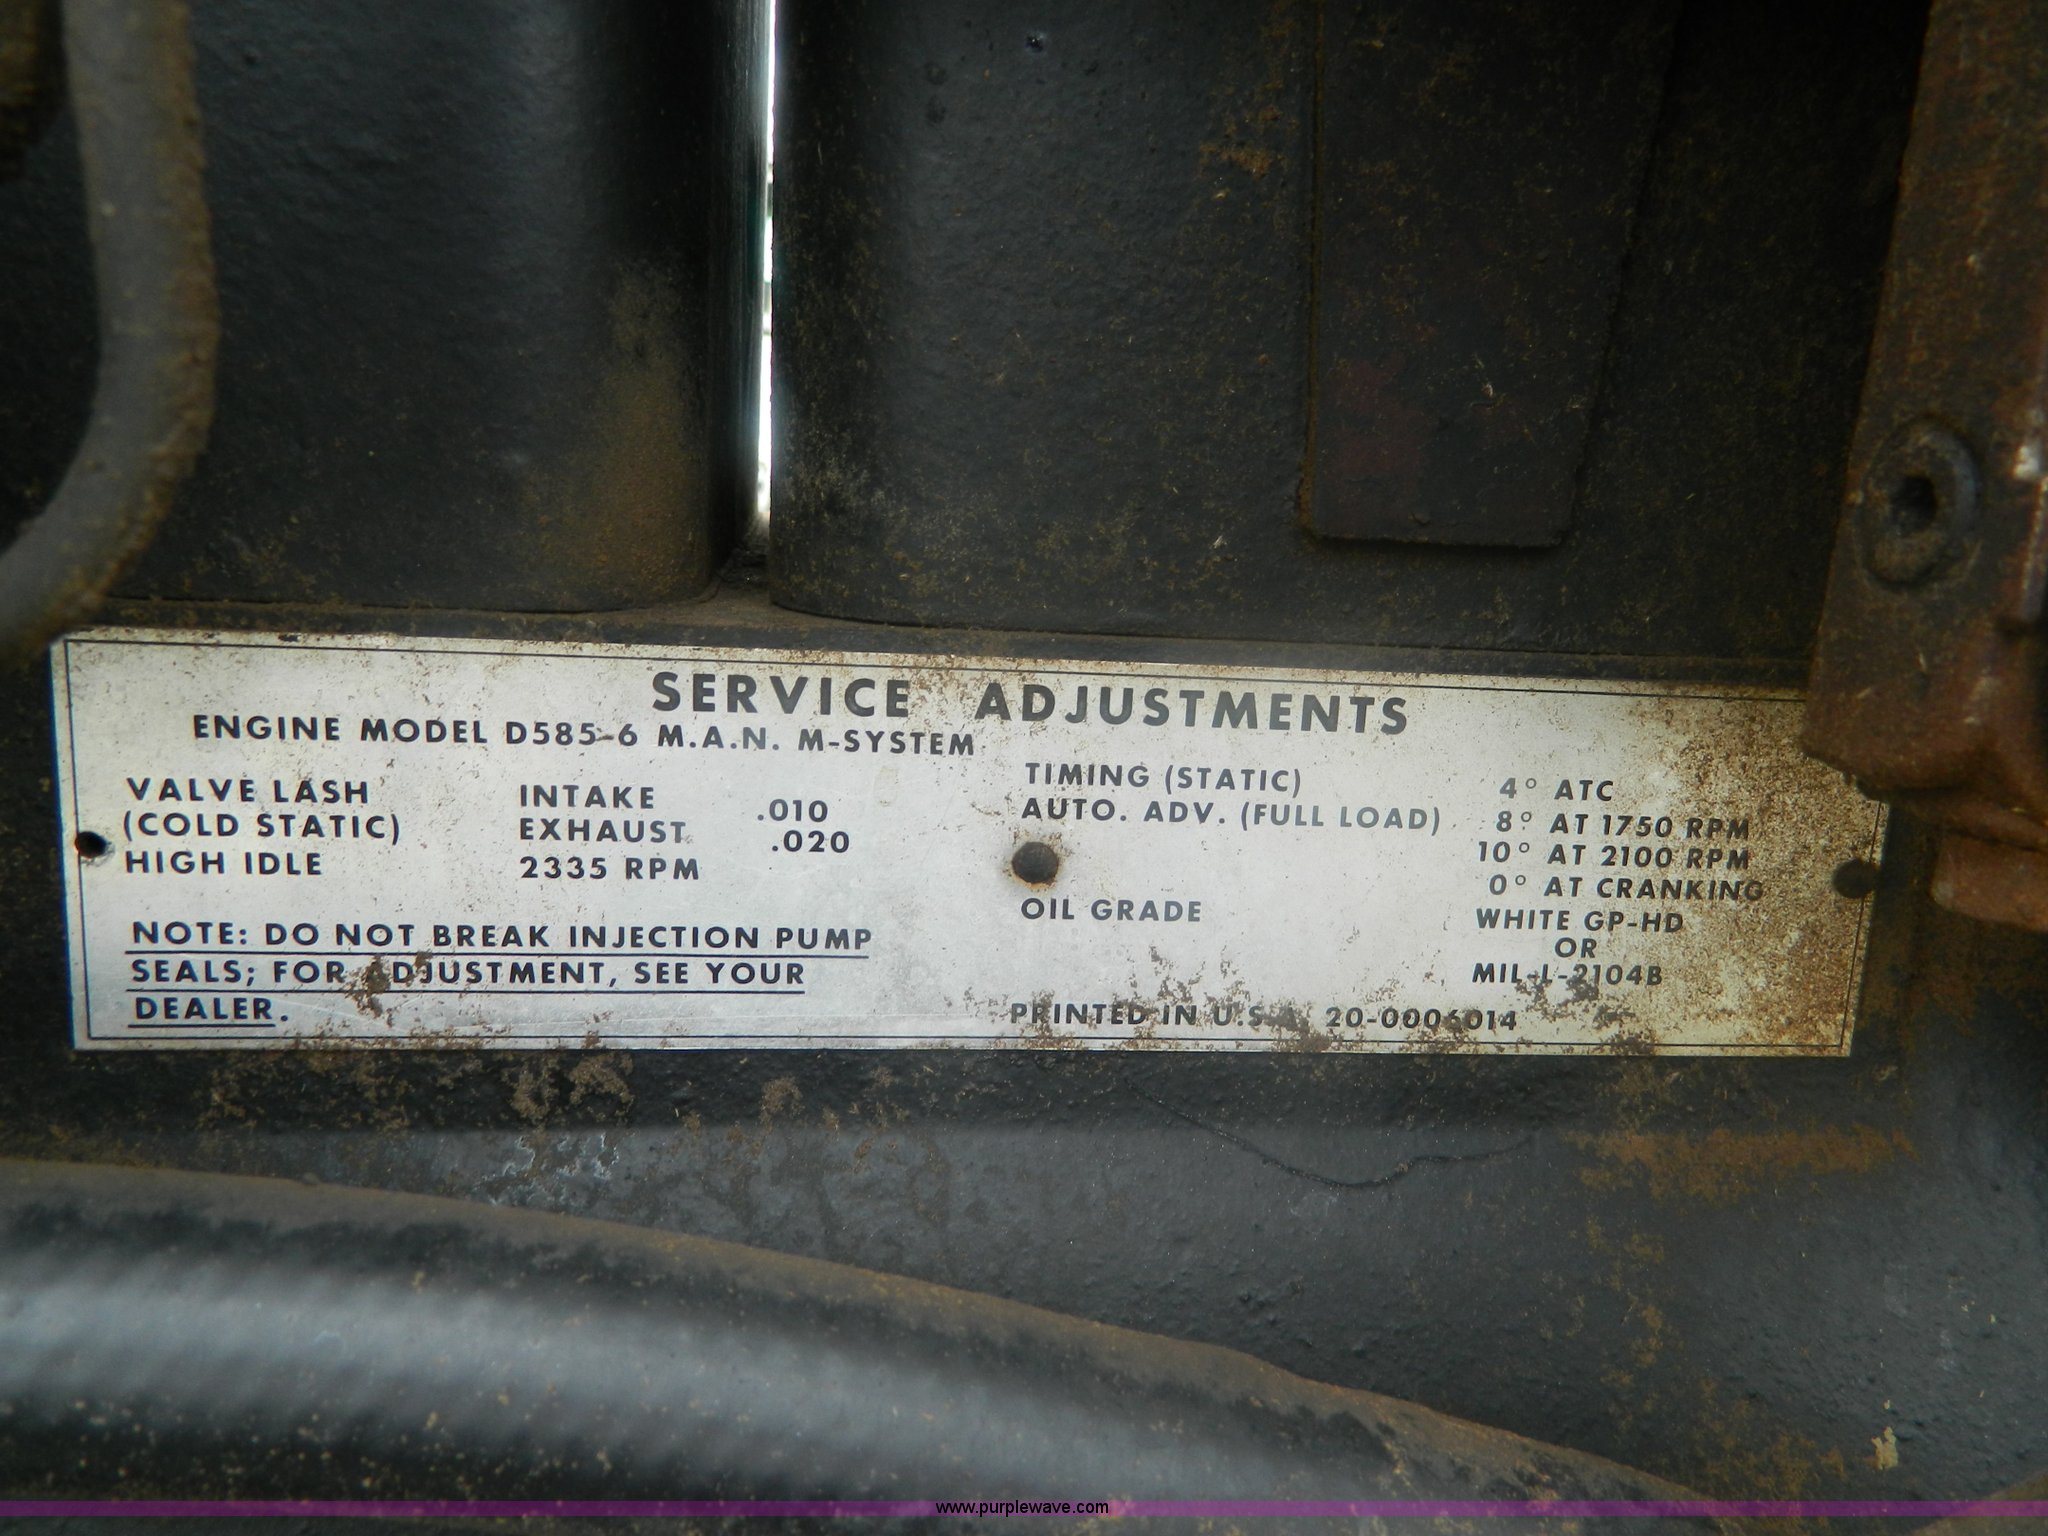 SERVICE ADJUSTMENTS
ENGINE MODEL D585-6 M.A.N. M-SYSTEM
VALVE LASH INTAKE .010
(COLD STATIC) EXHAUST .020
HIGH IDLE 2335 RPM
NOTE: DO NOT BREAK INJECTION PUMP
SEALS; FOR ADJUSTMENT, SEE YOUR
DEALER.
TIMING (STATIC) 4° ATC
AUTO. ADV. (FULL LOAD) 8° AT 1750 RPM
10° AT 2100 RPM
0° AT CRANKING
OIL GRADE WHITE GP-HD
OR
MIL-L-2104B
PRINTED IN U.S.A. 20-0006014
www.purplewave.com